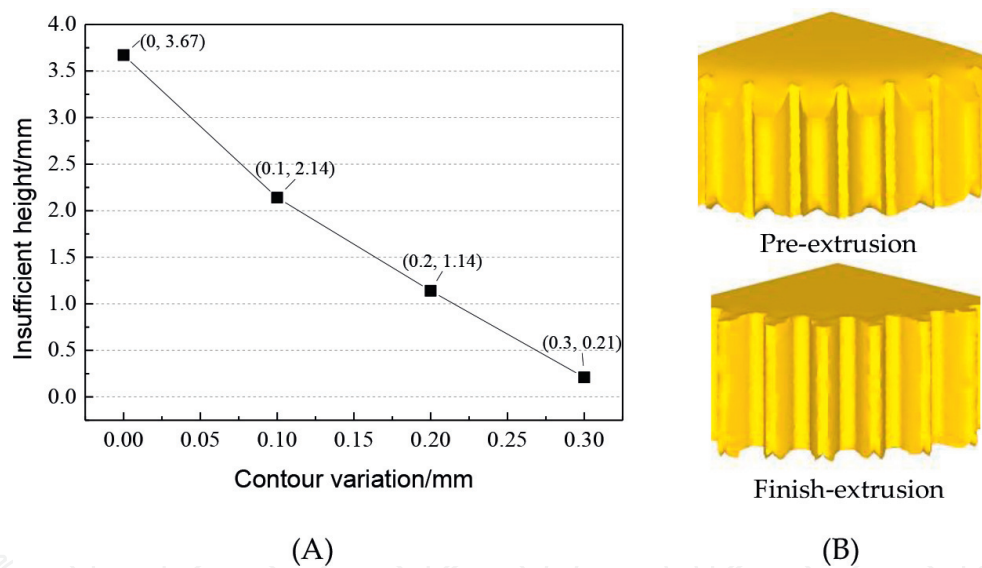 4.0
3.5
3.0
2.5
2.0
1.5
1.0
0.5
0.0
Insufficient height/mm
(0, 3.67)
(0.1, 2.14)
(0.2, 1.14)
(0.3, 0.21)
0.00 0.05 0.10 0.15 0.20 0.25 0.30
Contour variation/mm
(A)
Pre-extrusion
Finish-extrusion
(B)